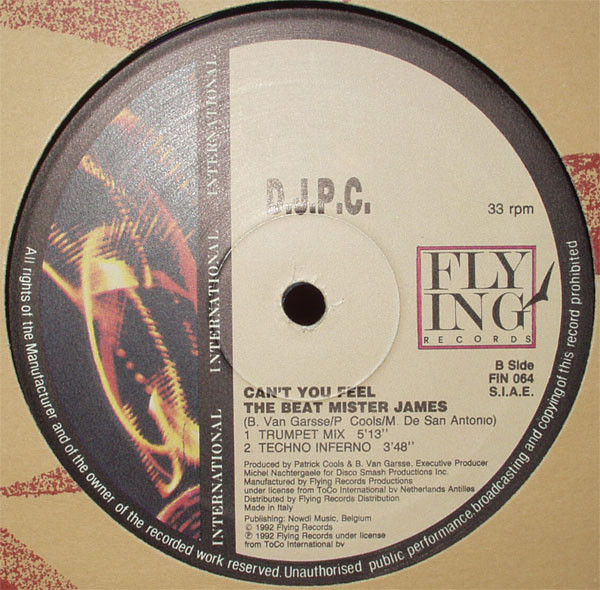 D.J.P.C.
33 rpm
FLY
ING
RECORDS
B Side
FIN 064
S.I.A.E.
CAN'T YOU FEEL
THE BEAT MISTER JAMES
(B. Van Garsse/P. Cools/M. De San Antonio)
1 TRUMPET MIX 5'13''
2 TECHNO INFERNO 3'48''
Produced by Patrick Cools & B. Van Garsse. Executive Producer
Michel Nachtergaele for Disco Smash Productions Inc.
Manufactured by Flying Records Productions
under license from ToCo International bv Netherlands Antilles
Distributed by Flying Records Distribution
Made in Italy
Publishing: Nowdi Music, Belgium
© 1992 Flying Records
℗ 1992 Flying Records under license
from ToCo International bv
INTERNATIONAL INTERNATIONAL INTERNATIONAL INTERNATIONAL
All rights of the Manufacturer and of the owner of the recorded work reserved. Unauthorised public performance, broadcasting and copying of this record prohibited